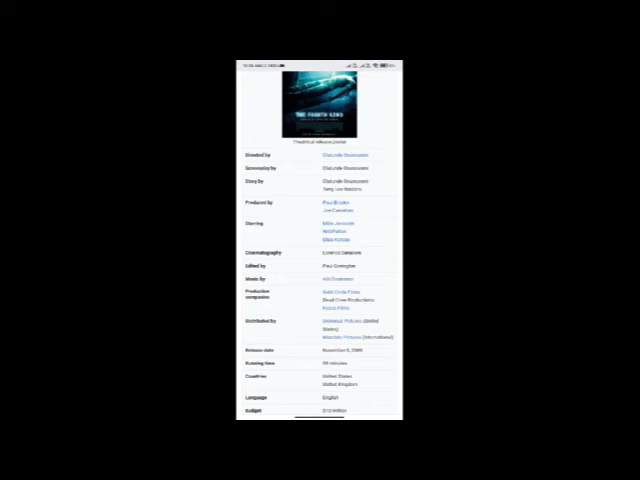 THE FOURTH KIND
Theatrical release poster
Directed by Olatunde Osunsanmi
Screenplay by Olatunde Osunsanmi
Story by Olatunde Osunsanmi
Terry Lee Robbins
Produced by Paul Brooks
Joe Carnahan
Starring Milla Jovovich
Will Patton
Elias Koteas
Cinematography Lorenzo Senatore
Edited by Paul Covington
Music by Atli Örvarsson
Production companies Gold Circle Films
Dead Crow Productions
Focus Films
Distributed by Universal Pictures (United
States)
Pictures (International)
Release date November 6, 2009
Running time 98 minutes
Countries United States
United Kingdom
Language English
Budget $10 million